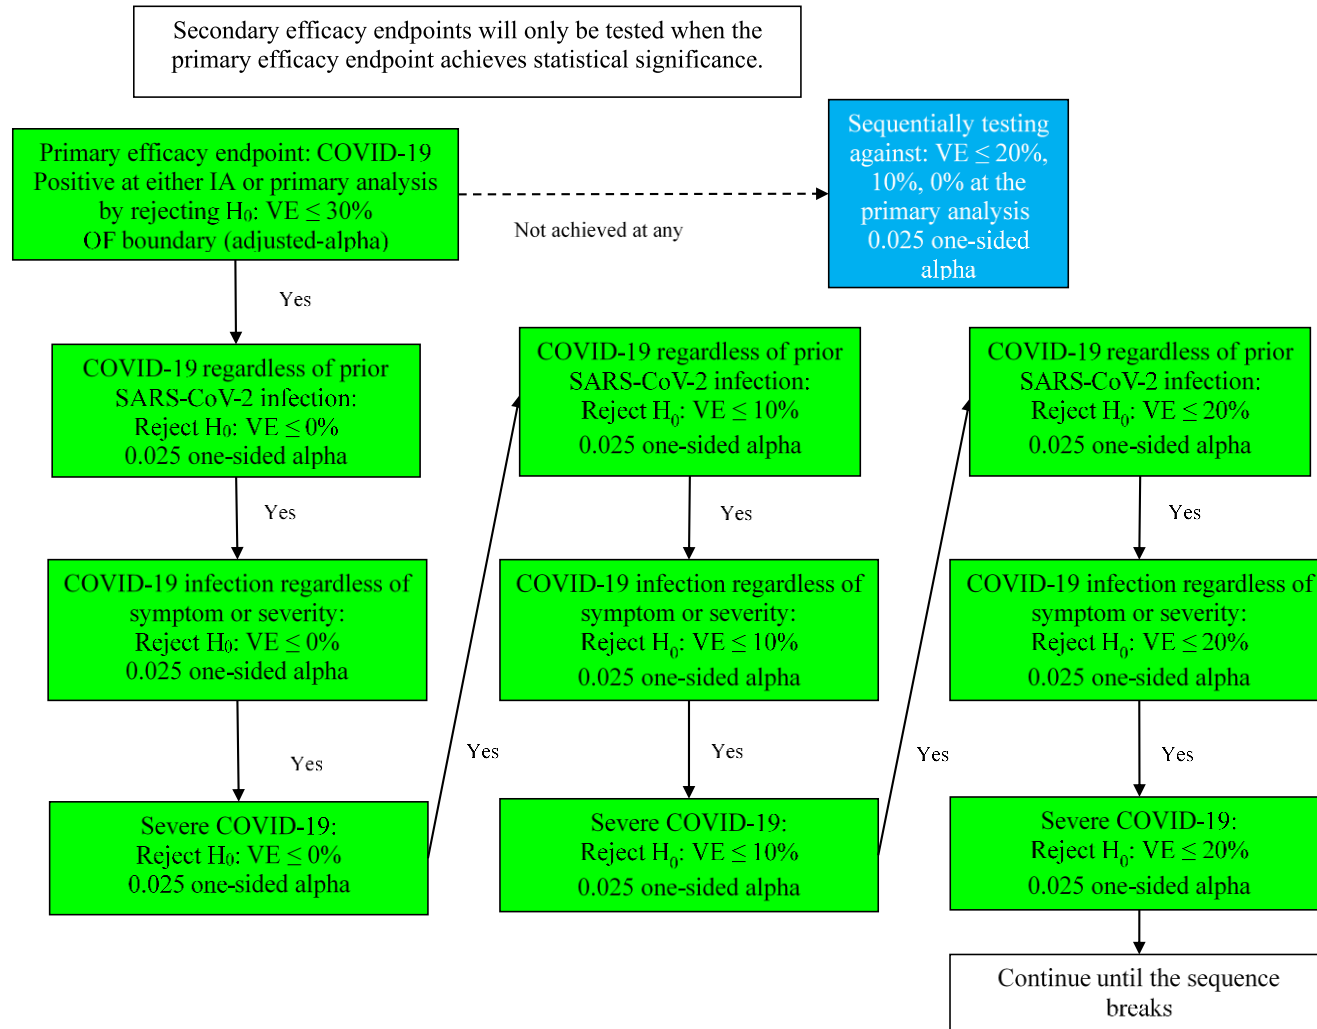 Secondary efficacy endpoints will only be tested when the
primary efficacy endpoint achieves statistical significance.
Primary efficacy endpoint: COVID-19
Positive at either IA or primary analysis
by rejecting H₀: VE ≤ 30%
OF boundary (adjusted-alpha)
Not achieved at any
Sequentially testing
against: VE ≤ 20%,
10%, 0% at the
primary analysis
0.025 one-sided
alpha
Yes
COVID-19 regardless of prior
SARS-CoV-2 infection:
Reject H₀: VE ≤ 0%
0.025 one-sided alpha
Yes
COVID-19 infection regardless of
symptom or severity:
Reject H₀: VE ≤ 0%
0.025 one-sided alpha
Yes
Severe COVID-19:
Reject H₀: VE ≤ 0%
0.025 one-sided alpha
Yes
COVID-19 regardless of prior
SARS-CoV-2 infection:
Reject H₀: VE ≤ 10%
0.025 one-sided alpha
Yes
COVID-19 infection regardless of
symptom or severity:
Reject H₀: VE ≤ 10%
0.025 one-sided alpha
Yes
Severe COVID-19:
Reject H₀: VE ≤ 10%
0.025 one-sided alpha
Yes
COVID-19 regardless of prior
SARS-CoV-2 infection:
Reject H₀: VE ≤ 20%
0.025 one-sided alpha
Yes
COVID-19 infection regardless of
symptom or severity:
Reject H₀: VE ≤ 20%
0.025 one-sided alpha
Yes
Severe COVID-19:
Reject H₀: VE ≤ 20%
0.025 one-sided alpha
Continue until the sequence
breaks